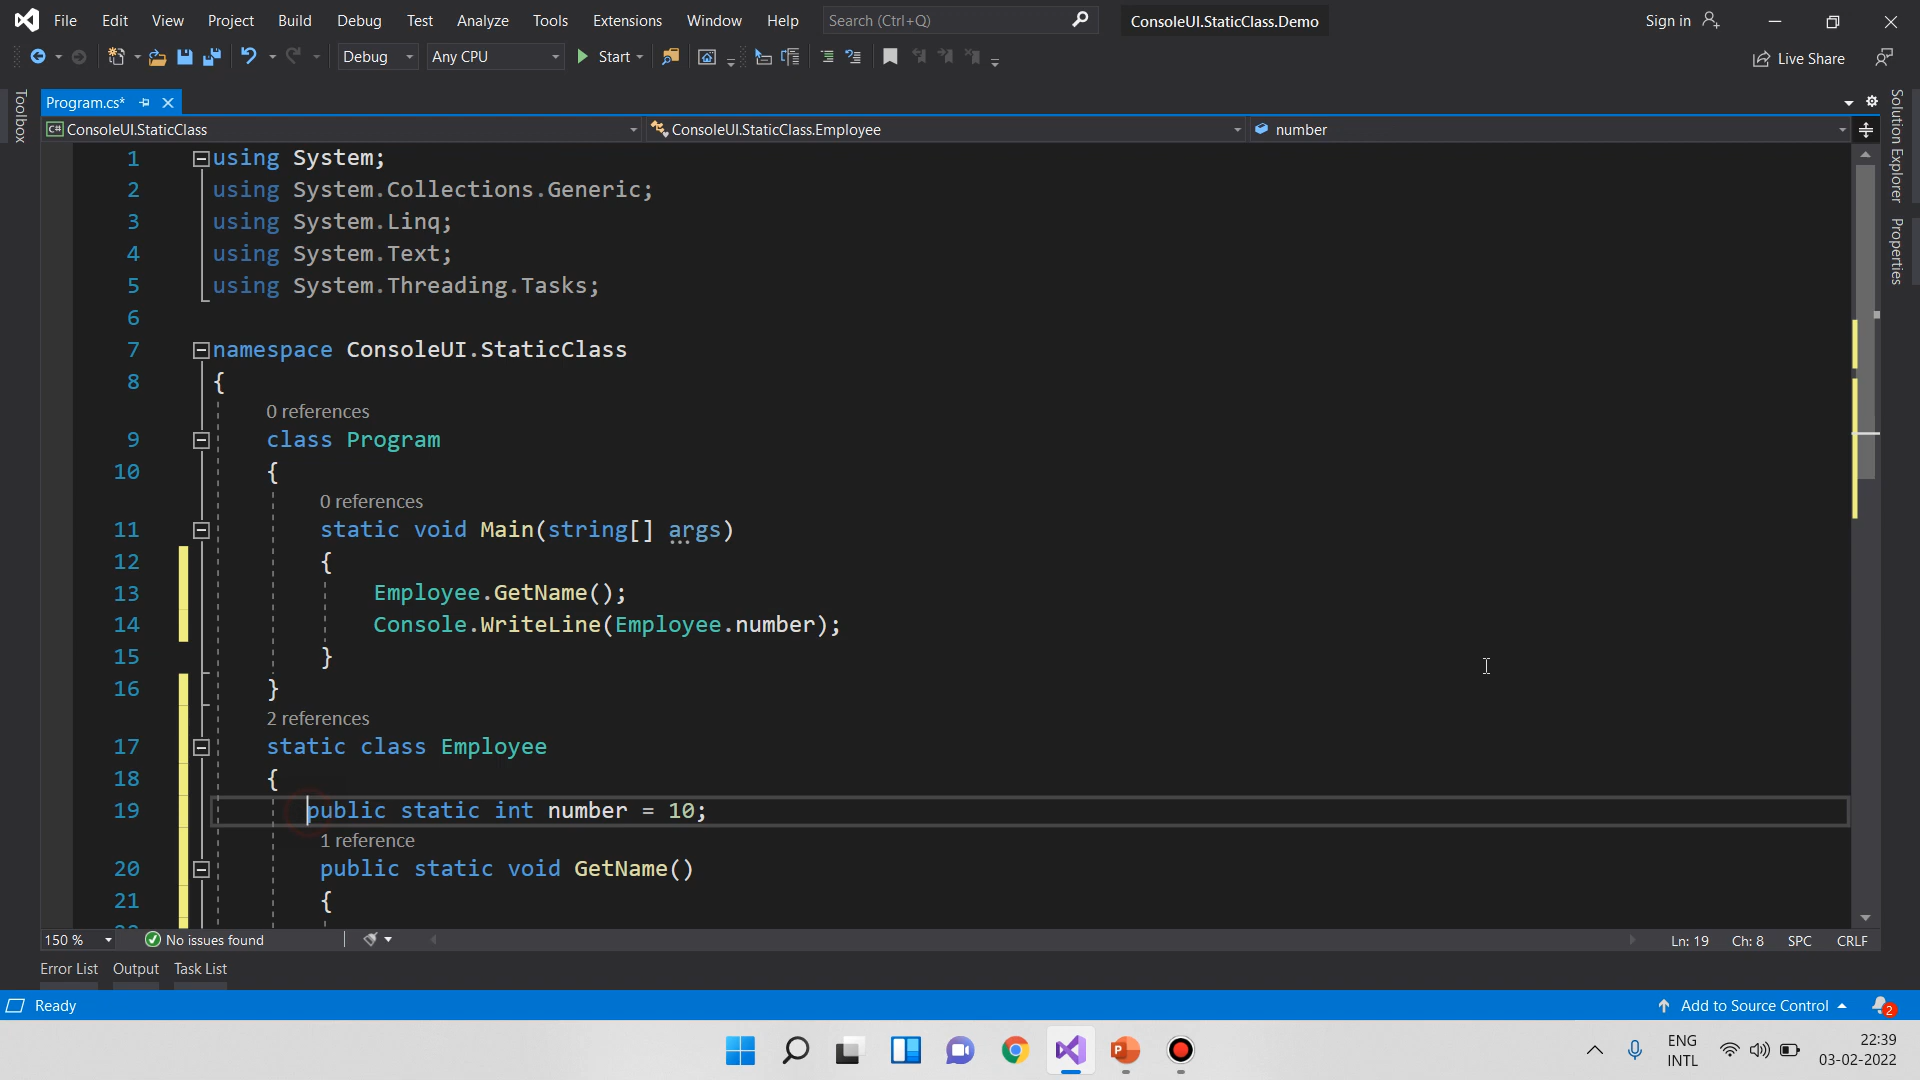 File Edit View Project Build Debug Test Analyze Tools Extensions Window Help Search (Ctrl+Q) ConsoleUI.StaticClass.Demo Sign in
Debug Any CPU Start Live Share
Toolbox
Program.cs*
Solution Explorer
Properties
C# ConsoleUI.StaticClass ConsoleUI.StaticClass.Employee number
1 using System;
2 using System.Collections.Generic;
3 using System.Linq;
4 using System.Text;
5 using System.Threading.Tasks;
6
7 namespace ConsoleUI.StaticClass
8 {
0 references
9 class Program
10 {
0 references
11 static void Main(string[] args)
12 {
13 Employee.GetName();
14 Console.WriteLine(Employee.number);
15 }
16 }
2 references
17 static class Employee
18 {
19 public static int number = 10;
1 reference
20 public static void GetName()
21 {
150 % No issues found Ln: 19 Ch: 8 SPC CRLF
Error List Output Task List
Ready Add to Source Control 2
ENG INTL 22:39
03-02-2022